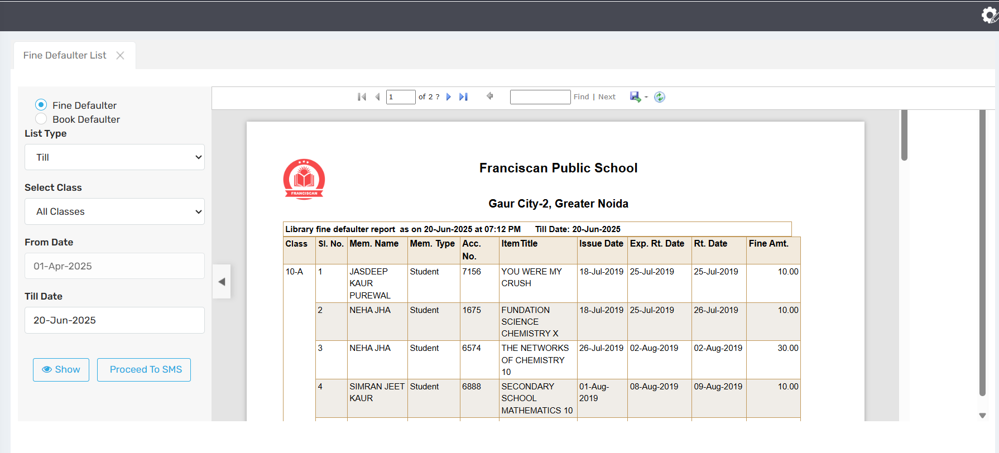 Fine Defaulter List
Fine Defaulter
Book Defaulter
List Type
Till
Select Class
All Classes
From Date
01-Apr-2025
Till Date
20-Jun-2025
Show
Proceed To SMS
1 of 2 ? Find | Next
FRANCISCAN
Franciscan Public School
Gaur City-2, Greater Noida
Library fine defaulter report as on 20-Jun-2025 at 07:12 PM Till Date: 20-Jun-2025
Class Sl. No. Mem. Name Mem. Type Acc. ItemTitle Issue Date Exp. Rt. Date Rt. Date Fine Amt.
No.
10-A 1 JASDEEP Student 7156 YOU WERE MY 18-Jul-2019 25-Jul-2019 25-Jul-2019 10.00
KAUR CRUSH
PUREWAL
2 NEHA JHA Student 1675 FUNDATION 18-Jul-2019 25-Jul-2019 26-Jul-2019 10.00
SCIENCE
CHEMISTRY X
3 NEHA JHA Student 6574 THE NETWORKS 26-Jul-2019 02-Aug-2019 02-Aug-2019 30.00
OF CHEMISTRY
10
4 SIMRAN JEET Student 6888 SECONDARY 01-Aug- 08-Aug-2019 09-Aug-2019 10.00
KAUR SCHOOL 2019
MATHEMATICS 10